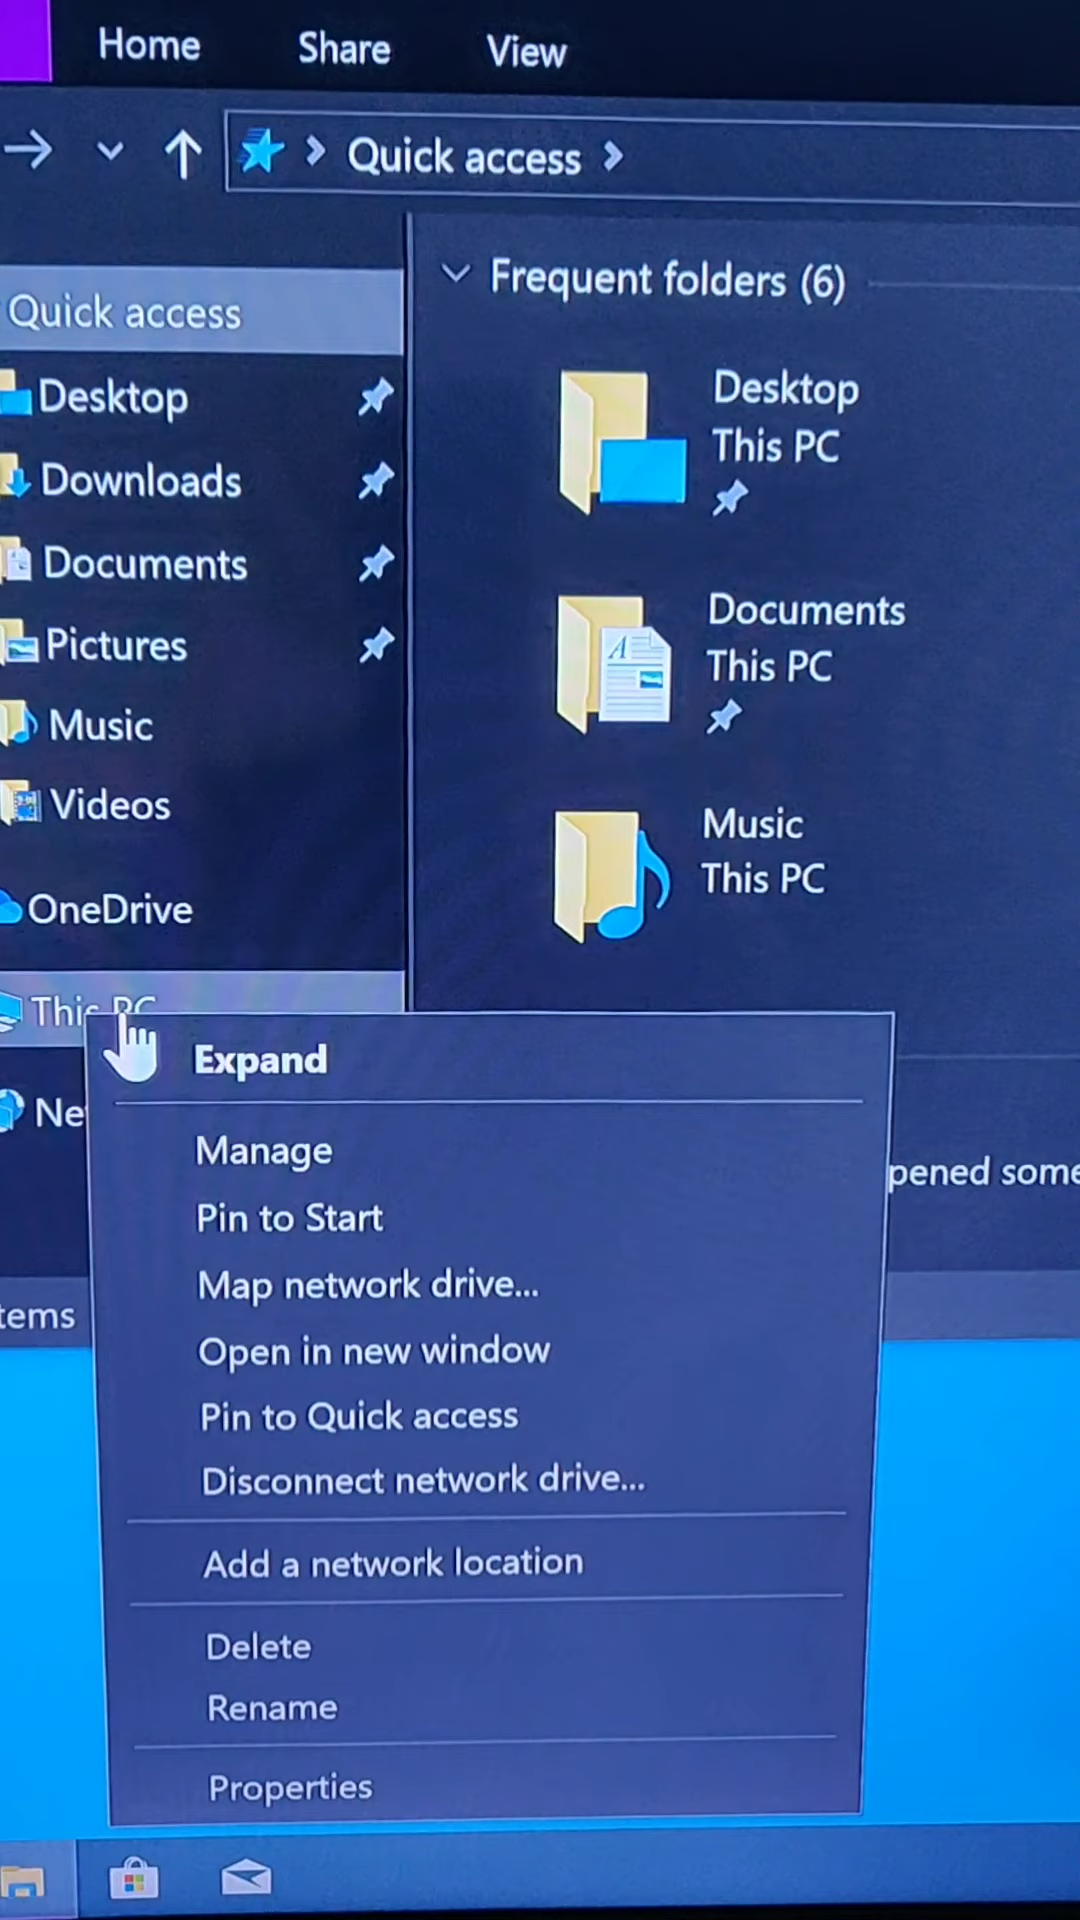 Home Share View
Quick access
Quick access
Desktop
Downloads
Documents
Pictures
Music
Videos
OneDrive
This PC
Frequent folders (6)
Desktop
This PC
Documents
This PC
Music
This PC
Expand
Manage
Pin to Start
Map network drive...
Open in new window
Pin to Quick access
Disconnect network drive...
Add a network location
Delete
Rename
Properties
Ne
pened some
tems